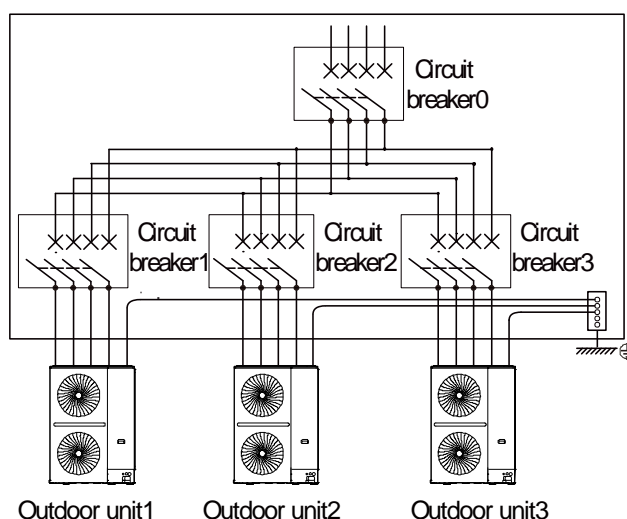 Circuit
breaker0
Circuit
breaker1
Circuit
breaker2
Circuit
breaker3
Outdoor unit1
Outdoor unit2
Outdoor unit3